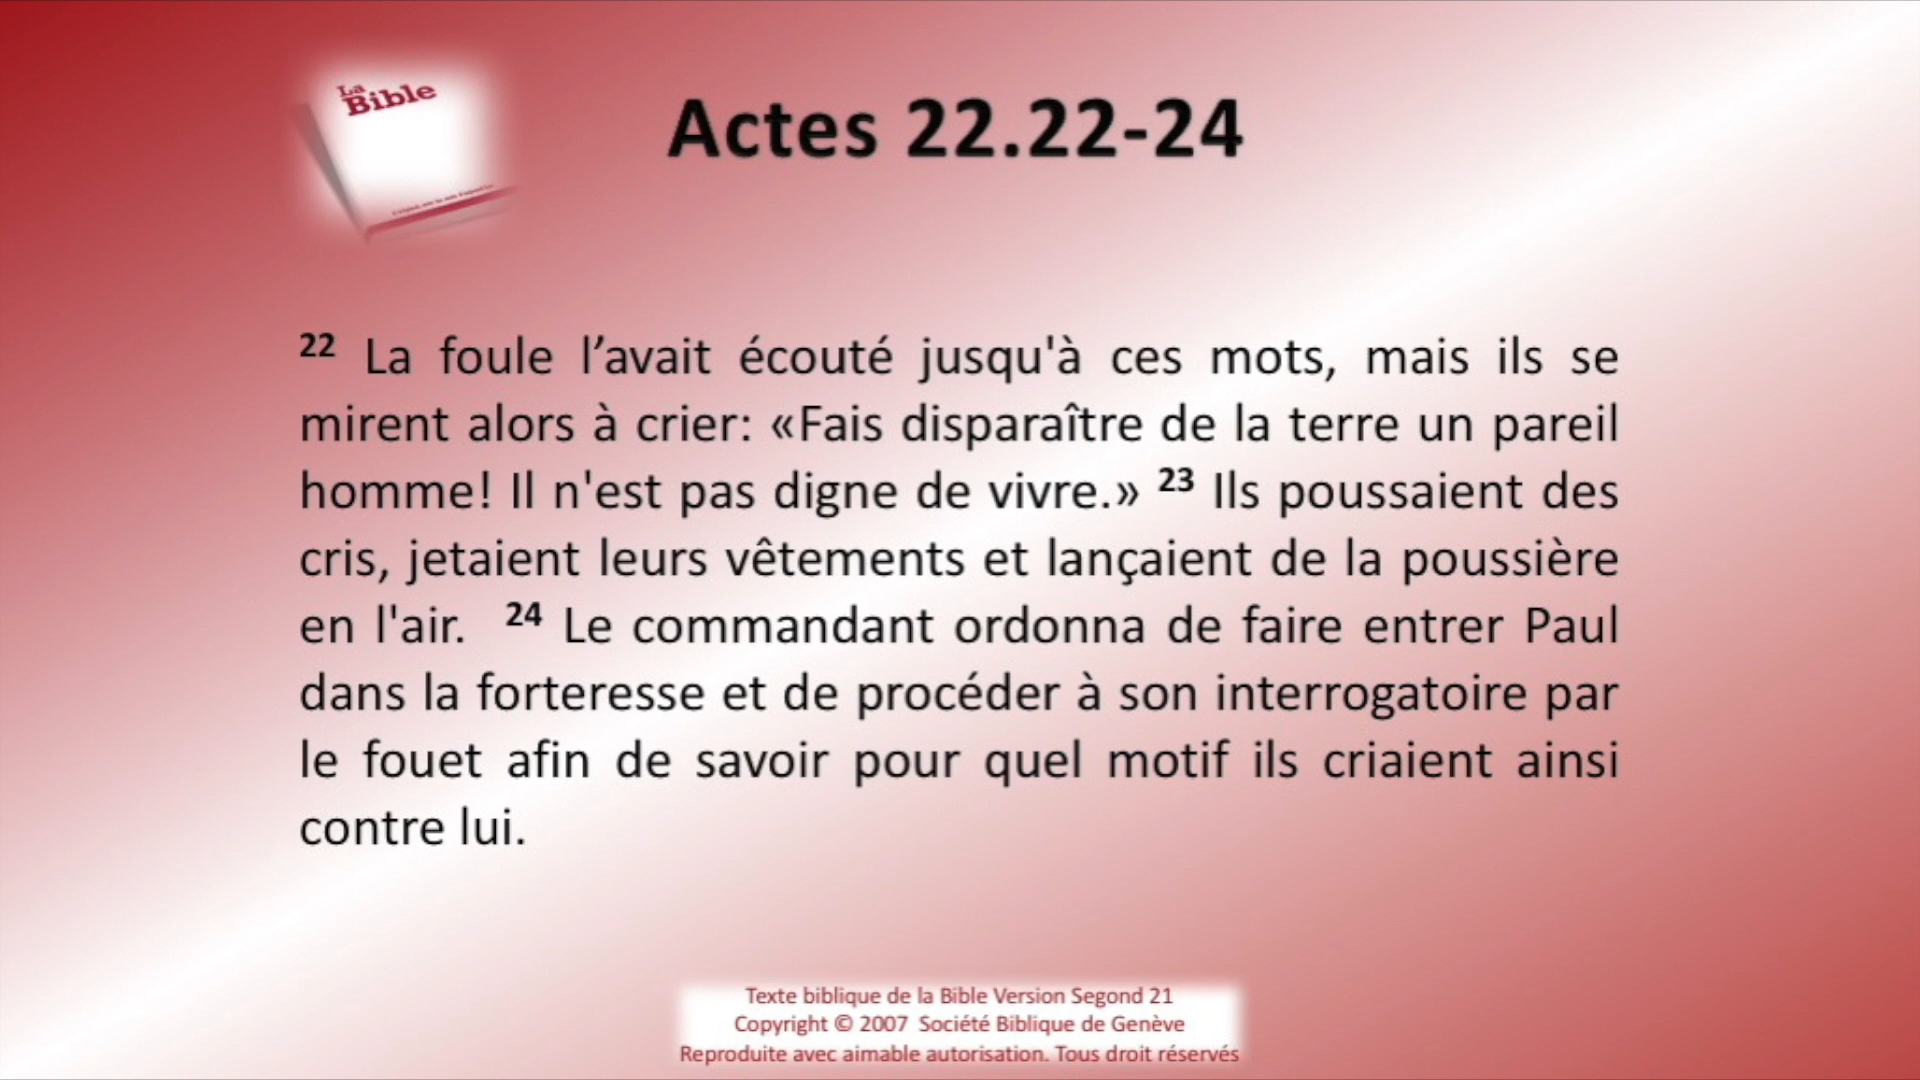 La
Bible
Actes 22.22-24
22 La foule l’avait écouté jusqu'à ces mots, mais ils se
mirent alors à crier: «Fais disparaître de la terre un pareil
homme! Il n'est pas digne de vivre.» 23 Ils poussaient des
cris, jetaient leurs vêtements et lançaient de la poussière
en l'air. 24 Le commandant ordonna de faire entrer Paul
dans la forteresse et de procéder à son interrogatoire par
le fouet afin de savoir pour quel motif ils criaient ainsi
contre lui.
Texte biblique de la Bible Version Segond 21
Copyright © 2007 Société Biblique de Genève
Reproduite avec aimable autorisation. Tous droit réservés